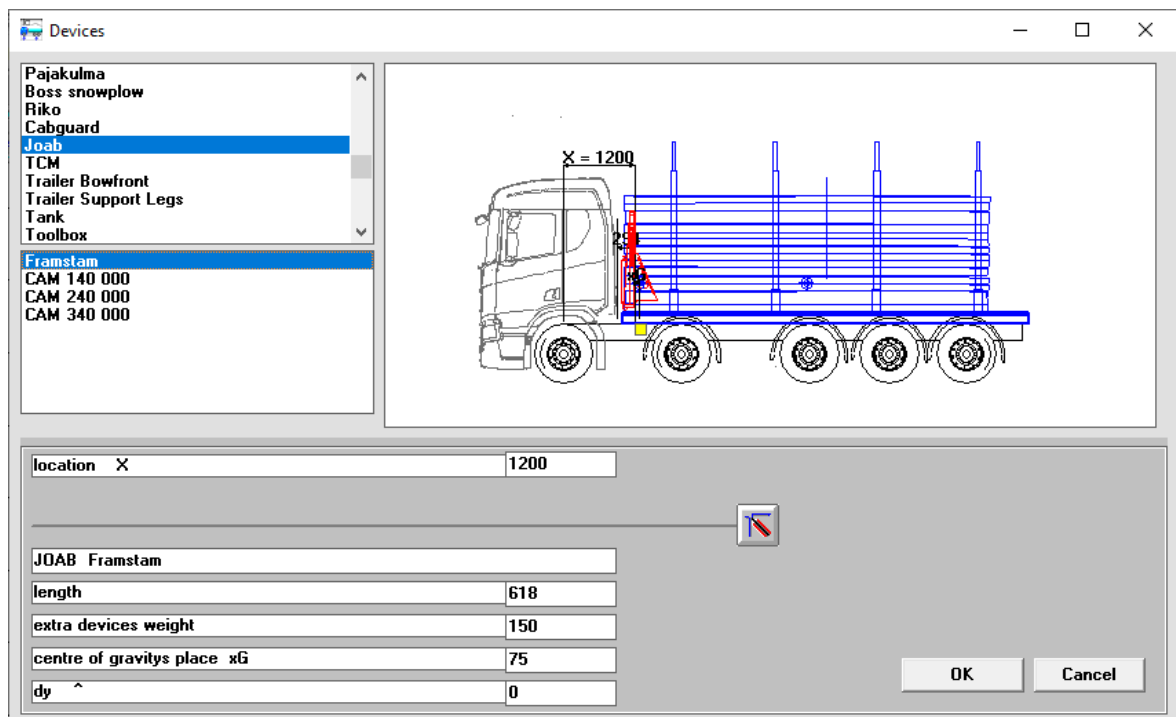 Devices
Pajakulma
Boss snowplow
Riko
Cabguard
Joab
TCM
Trailer Bowfront
Trailer Support Legs
Tank
Toolbox
Framstam
CAM 140 000
CAM 240 000
CAM 340 000
X = 1200
location X 1200
JOAB Framstam
length 618
extra devices weight 150
centre of gravitys place xG 75
dy ^ 0
OK Cancel